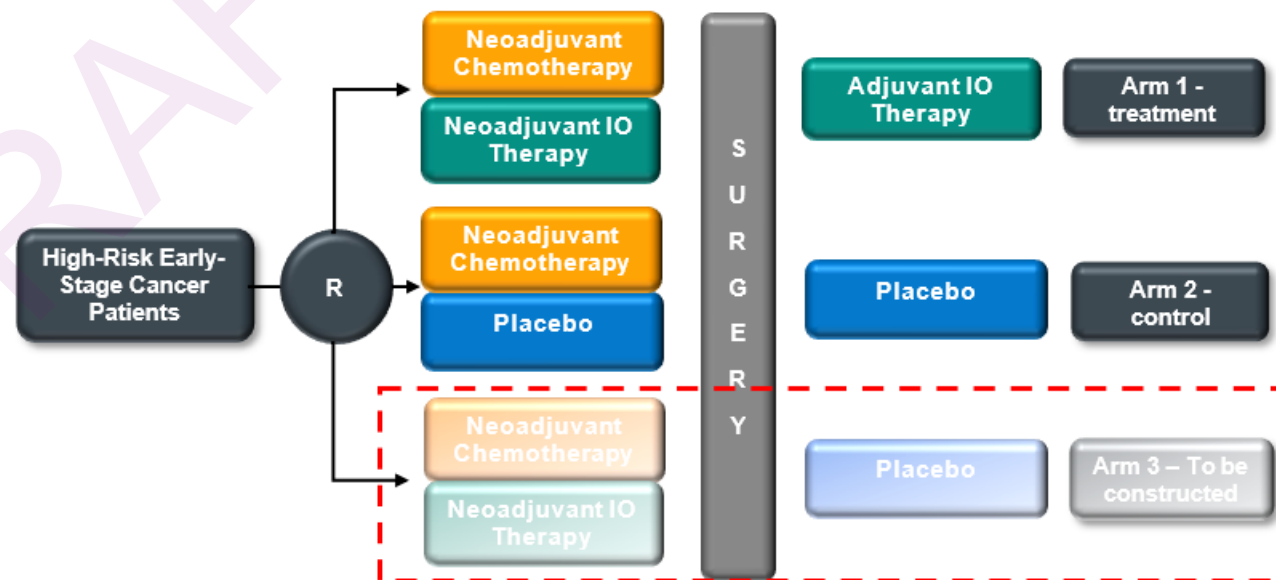 Neoadjuvant
Chemotherapy
Neoadjuvant IO
Therapy
Adjuvant IO
Therapy
Arm 1 -
treatment
High-Risk Early-
Stage Cancer
Patients
R
Neoadjuvant
Chemotherapy
Placebo
S
U
R
G
E
R
Y
Placebo
Arm 2 -
control
Neoadjuvant
Chemotherapy
Neoadjuvant IO
Therapy
Placebo
Arm 3 – To be
constructed